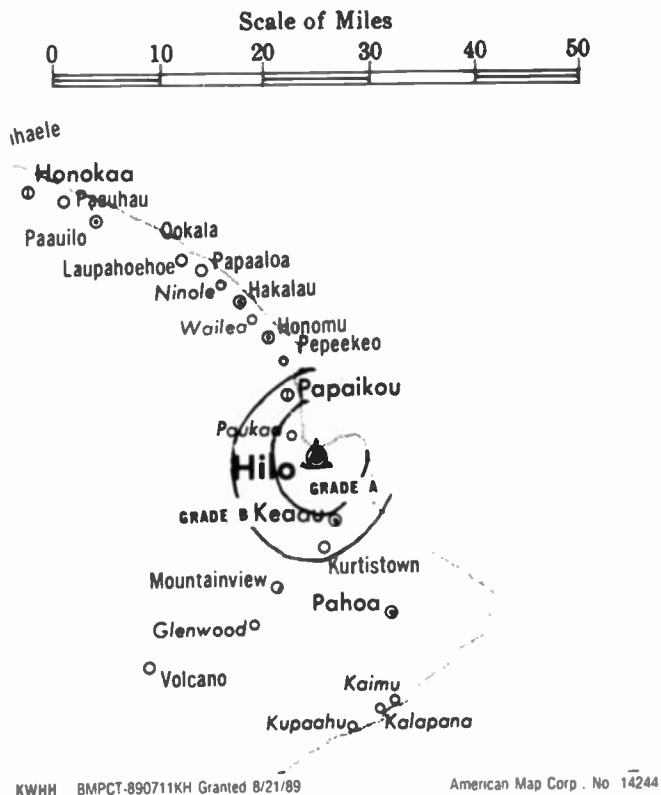 Scale of Miles
0 10 20 30 40 50
Honokaa
Paauhau
Paauilo
Ookala
Laupahoehoe
Papaaloa
Ninole
Hakalau
Wailea
Honomu
Pepeekeo
Papaikou
Paukaa
Hilo
GRADE A
GRADE B
Keaau
Kurtistown
Mountainview
Pahoa
Glenwood
Volcano
Kaimu
Kupaahu
Kalapana
KWHH BMPCT-890711KH Granted 8/21/89
American Map Corp. No 14244